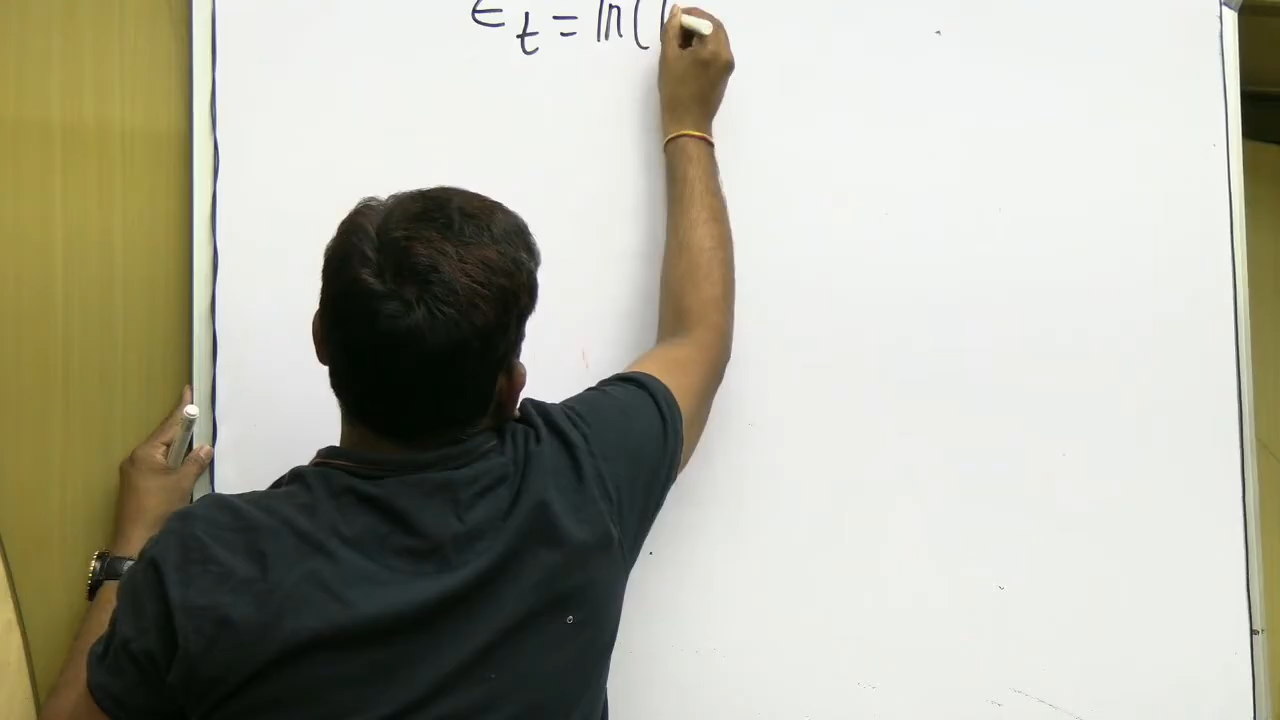 ε t = ln(